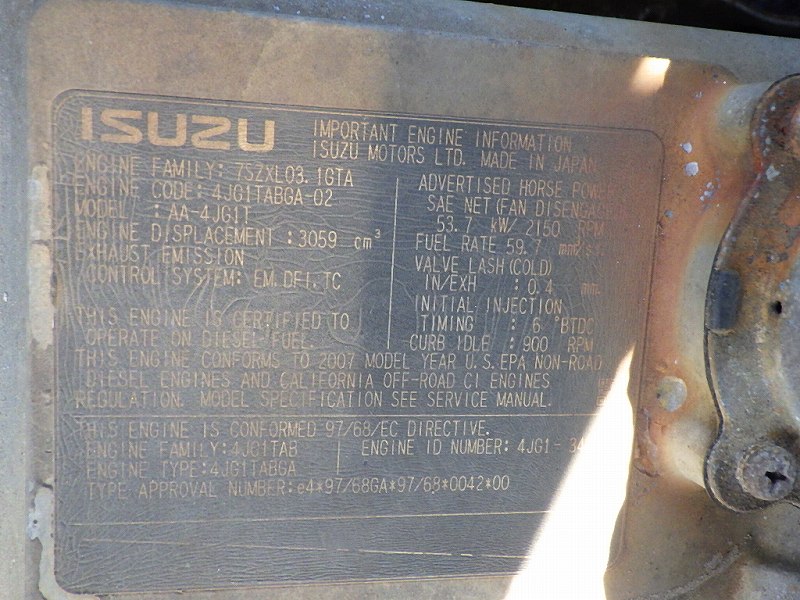 ISUZU
IMPORTANT ENGINE INFORMATION
ISUZU MOTORS LTD. MADE IN JAPAN
ENGINE FAMILY: 7SZXL03.1GTA
ENGINE CODE: 4JG1TABGA-02
MODEL : AA-4JG1T
ENGINE DISPLACEMENT :3059 cm³
EXHAUST EMISSION
CONTROL SYSTEM: EM.DFI.TC
THIS ENGINE IS CERTIFIED TO
OPERATE ON DIESEL-FUEL.
ADVERTISED HORSE
SAE NET (FAN
53.7 kW/ 2150 RPM
FUEL RATE 59.7
VALVE LASH(COLD)
IN/EXH : 0.4 mm
INITIAL INJECTION
TIMING : 6 °BTDC
CURB IDLE : 900 RPM
THIS ENGINE CONFORMS TO 2007 MODEL YEAR U.S.EPA NON-ROAD
DIESEL ENGINES AND CALIFORNIA OFF-ROAD CI ENGINES
REGULATION. MODEL SPECIFICATION SEE SERVICE MANUAL.
THIS ENGINE IS CONFORMED 97/68/EC DIRECTIVE.
ENGINE FAMILY:4JG1TAB
ENGINE TYPE:4JG1TABGA
ENGINE ID NUMBER: 4JG1-
TYPE APPROVAL NUMBER:e4*97/68GA*97/68*0042*00